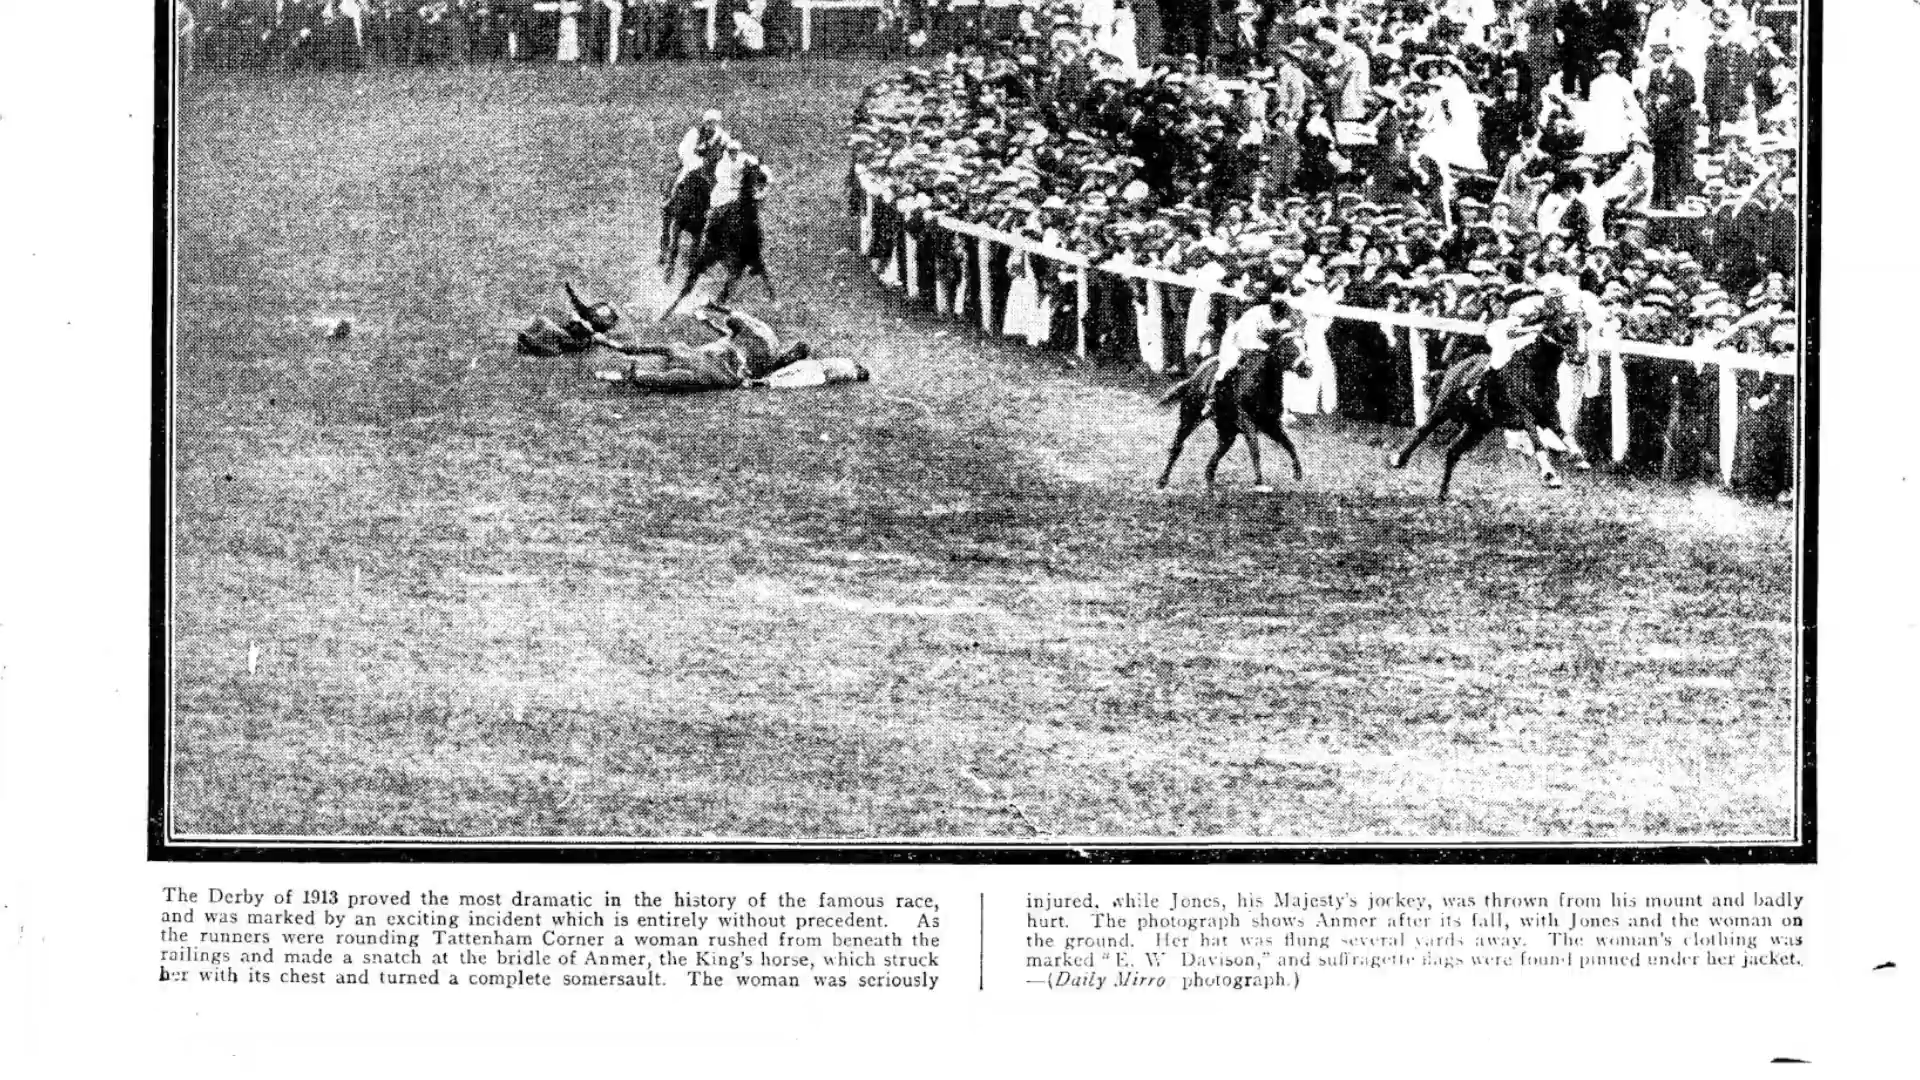 The Derby of 1913 proved the most dramatic in the history of the famous race,
and was marked by an exciting incident which is entirely without precedent. As
the runners were rounding Tattenham Corner a woman rushed from beneath the
railings and made a snatch at the bridle of Anmer, the King's horse, which struck
her with its chest and turned a complete somersault. The woman was seriously
injured, while Jones, his Majesty's jockey, was thrown from his mount and badly
hurt. The photograph shows Anmer after its fall, with Jones and the woman on
the ground. Her hat was flung several yards away. The woman's clothing was
marked "E. W Davison," and suffragette flags were found pinned under her jacket.
—(Daily Mirro photograph.)